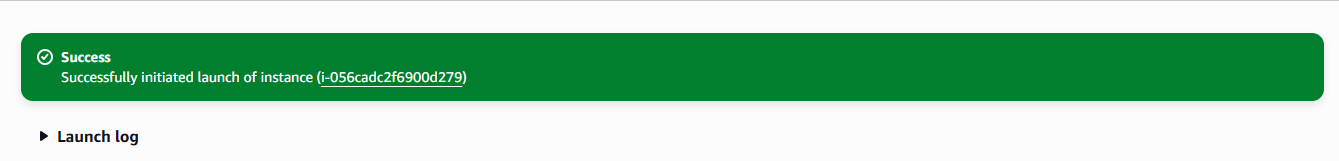 Success
Successfully initiated launch of instance (i-056cadc2f6900d279)
Launch log